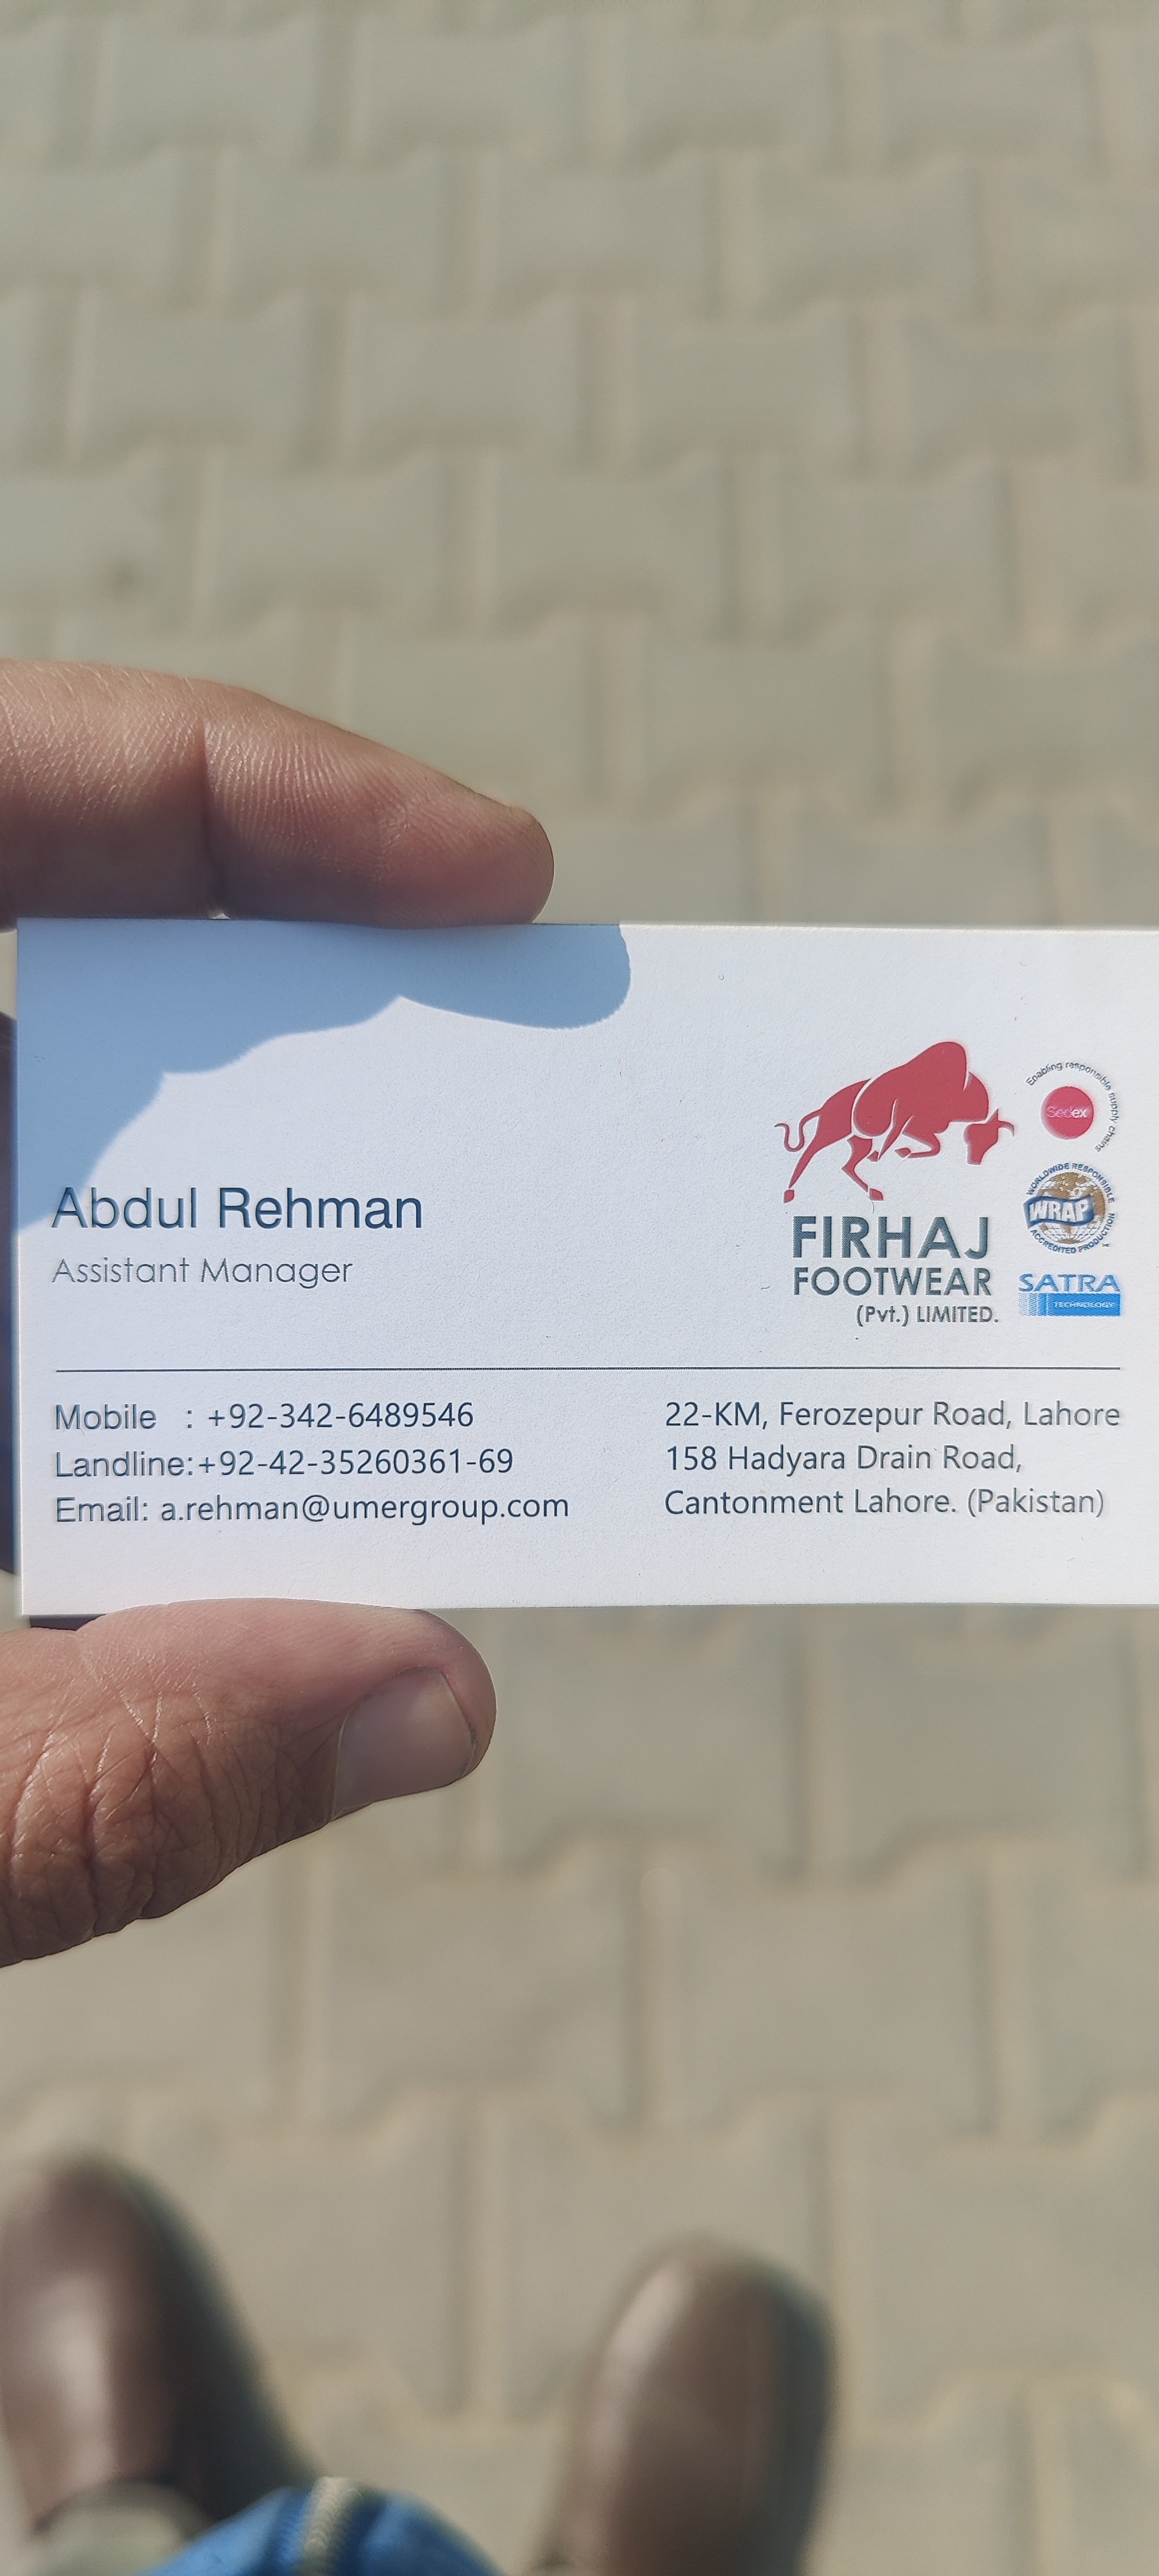 Abdul Rehman
Assistant Manager
FIRHAJ
FOOTWEAR
(Pvt.) LIMITED.
Enabling responsible supply chains
Sedex
WORLDWIDE RESPONSIBLE
WRAP
ACCREDITED PRODUCTION
SATRA
TECHNOLOGY
Mobile : +92-342-6489546
Landline:+92-42-35260361-69
Email: a.rehman@umergroup.com
22-KM, Ferozepur Road, Lahore
158 Hadyara Drain Road,
Cantonment Lahore. (Pakistan)